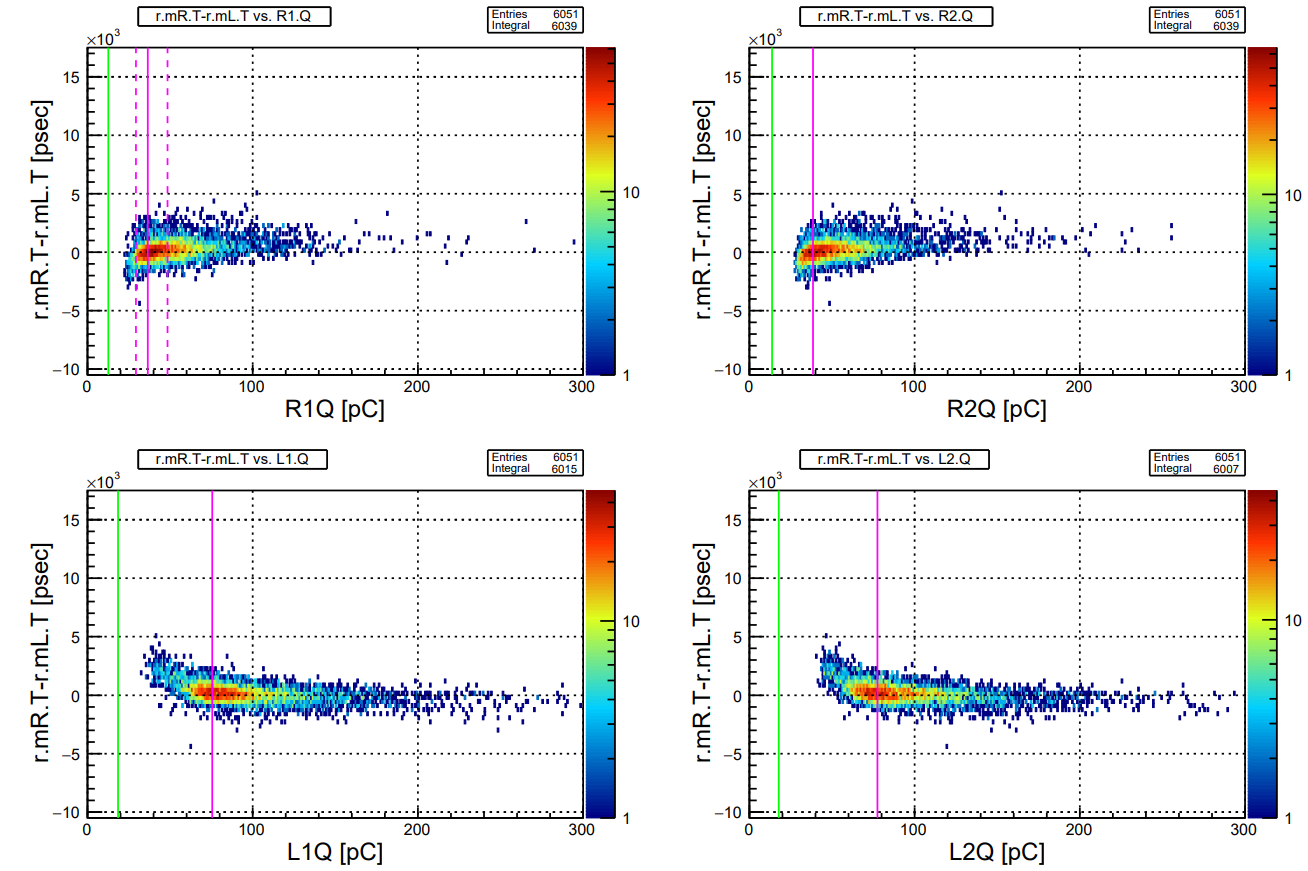 r.mR.T-r.mL.T vs. R1.Q
Entries 6051
Integral 6039
×10³
r.mR.T-r.mL.T [psec]
15
10
5
0
−5
−10
0 100 200 300
R1Q [pC]
10
1
r.mR.T-r.mL.T vs. R2.Q
Entries 6051
Integral 6039
×10³
r.mR.T-r.mL.T [psec]
15
10
5
0
−5
−10
0 100 200 300
R2Q [pC]
10
1
r.mR.T-r.mL.T vs. L1.Q
Entries 6051
Integral 6015
×10³
r.mR.T-r.mL.T [psec]
15
10
5
0
−5
−10
0 100 200 300
L1Q [pC]
10
1
r.mR.T-r.mL.T vs. L2.Q
Entries 6051
Integral 6007
×10³
r.mR.T-r.mL.T [psec]
15
10
5
0
−5
−10
0 100 200 300
L2Q [pC]
10
1